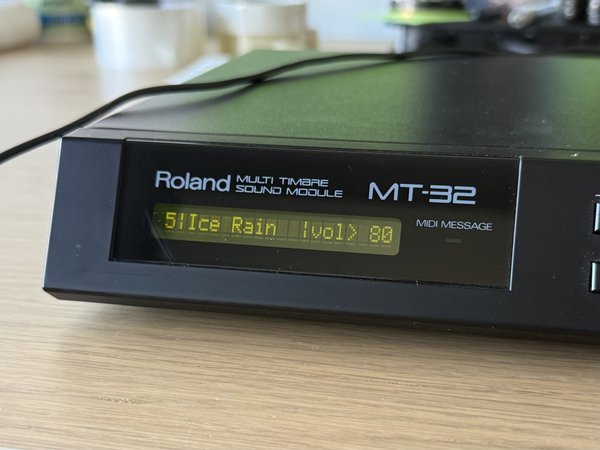 Roland MULTI TIMBRE SOUND MODULE MT-32
5¦Ice Rain ¦vol> 80
MIDI MESSAGE